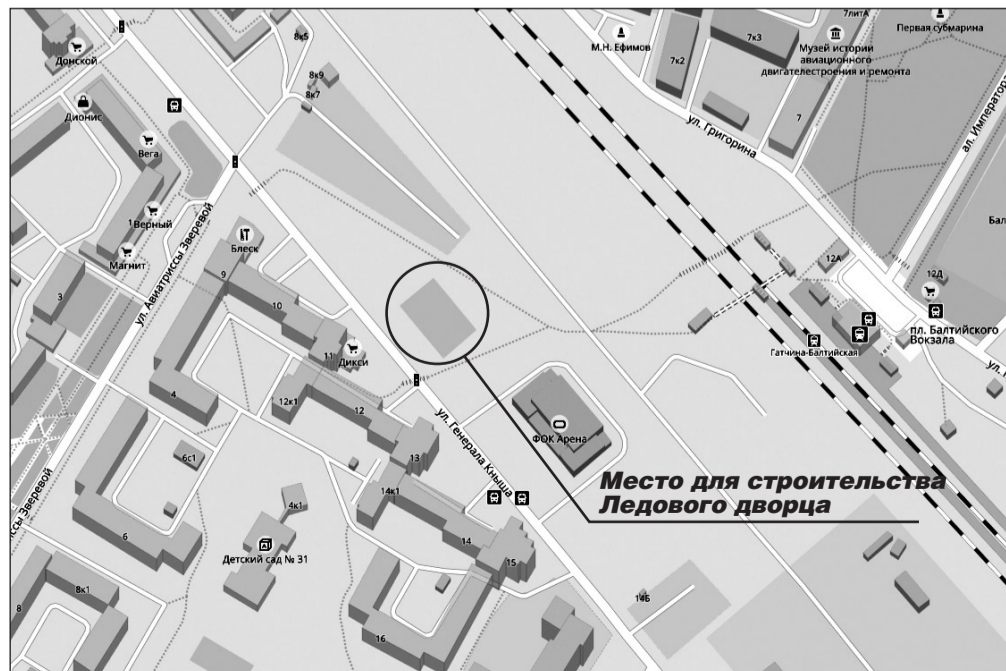 Донской
Дионис
Вега
1
Верный
Магнит
3
ул. Авиатриссы Зверевой
Блеск
9
10
11
Дикси
4
12к1
12
13
6с1
14к1
4к1
Детский сад № 31
6
14
15
8
8к1
16
8к5
8к9
8к7
ул. Генерала Кныша
ФОК Арена
14Б
М.Н. Ефимов
7к2
7к3
7литА
Музей истории
авиационного
двигателестроения и ремонта
7
Первая субмарина
ул. Григорина
ал. Император
Бал
12А
12Д
пл. Балтийского
Вокзала
Гатчина-Балтийская
Место для строительства
Ледового дворца